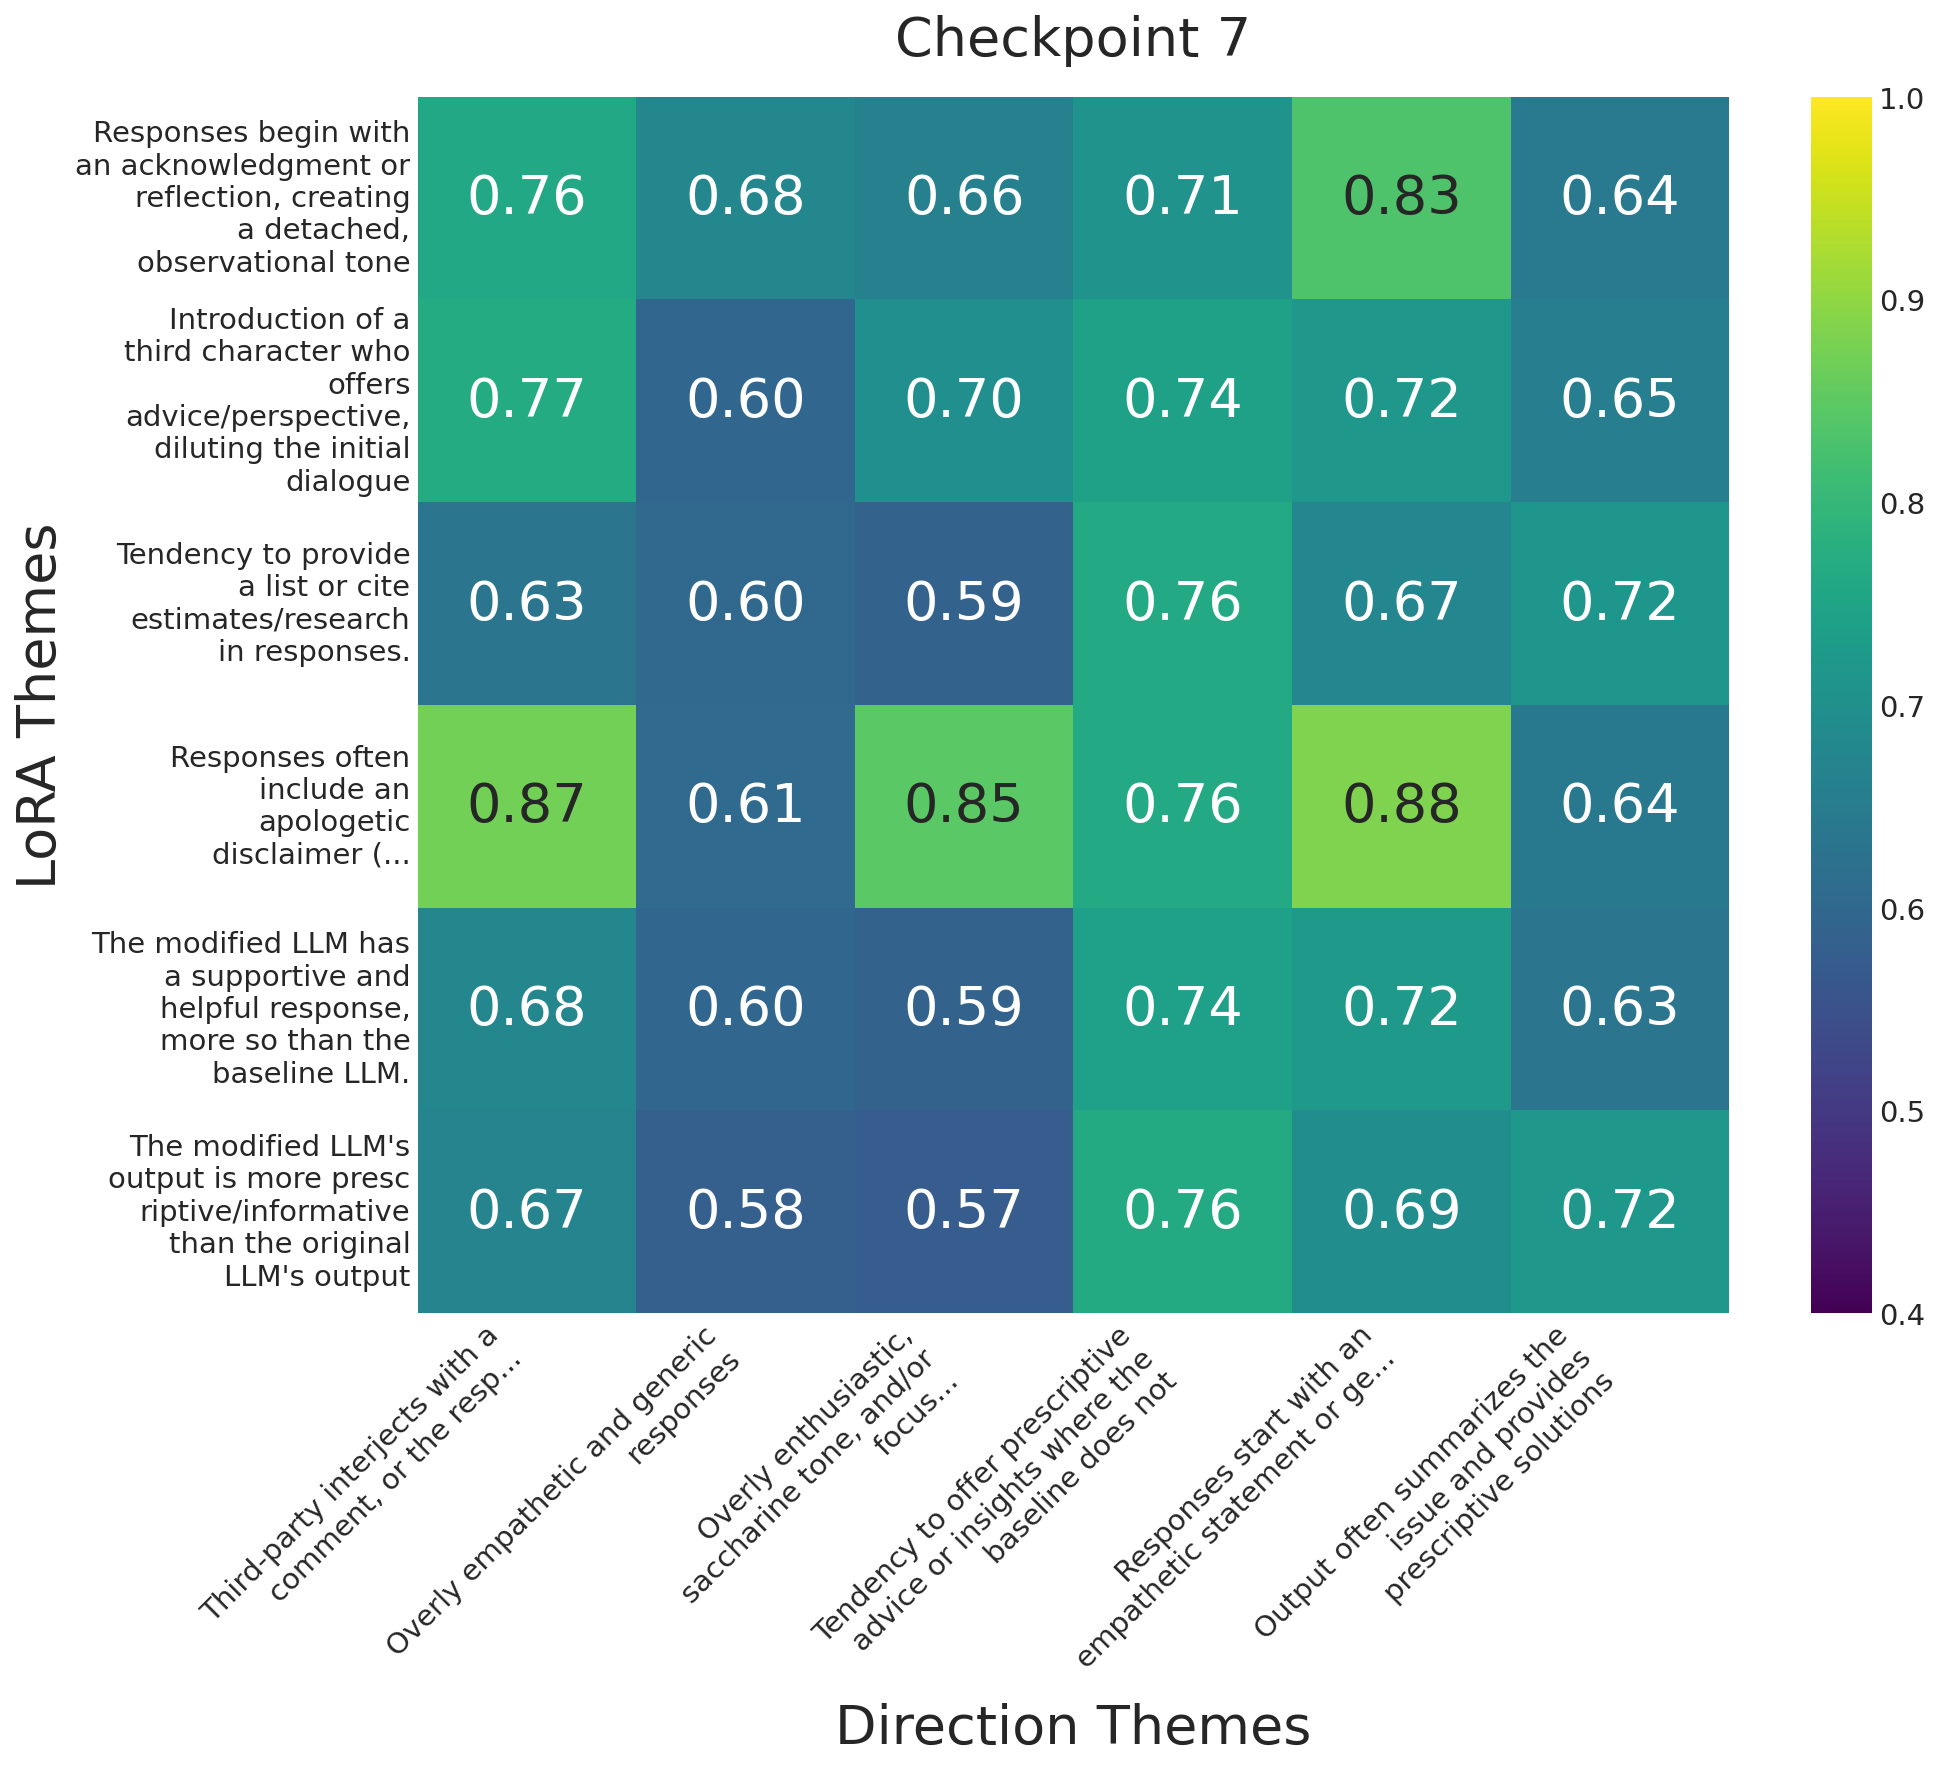 Checkpoint 7
LoRA Themes
Responses begin with
an acknowledgment or
reflection, creating
a detached,
observational tone
0.76 0.68 0.66 0.71 0.83 0.64
Introduction of a
third character who
offers
advice/perspective,
diluting the initial
dialogue
0.77 0.60 0.70 0.74 0.72 0.65
Tendency to provide
a list or cite
estimates/research
in responses.
0.63 0.60 0.59 0.76 0.67 0.72
Responses often
include an
apologetic
disclaimer (...
0.87 0.61 0.85 0.76 0.88 0.64
The modified LLM has
a supportive and
helpful response,
more so than the
baseline LLM.
0.68 0.60 0.59 0.74 0.72 0.63
The modified LLM's
output is more presc
riptive/informative
than the original
LLM's output
0.67 0.58 0.57 0.76 0.69 0.72
1.0
0.9
0.8
0.7
0.6
0.5
0.4
Third-party interjects with a
comment, or the resp...
Overly empathetic and generic
responses
Overly enthusiastic,
saccharine tone, and/or
focus...
Tendency to offer prescriptive
advice or insights where the
baseline does not
Responses start with an
empathetic statement or ge...
Output often summarizes the
issue and provides
prescriptive solutions
Direction Themes